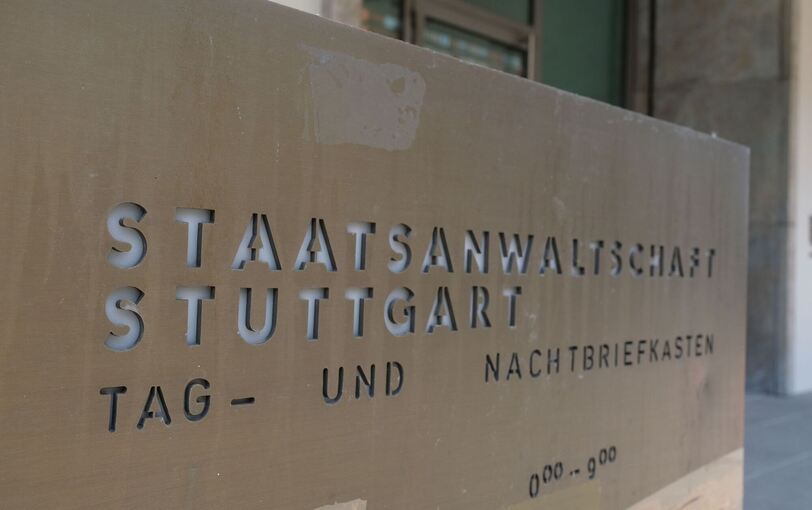 STAATSANWALTSCHAFT
STUTTGART
TAG- UND NACHTBRIEFKASTEN
0⁰⁰-9⁰⁰